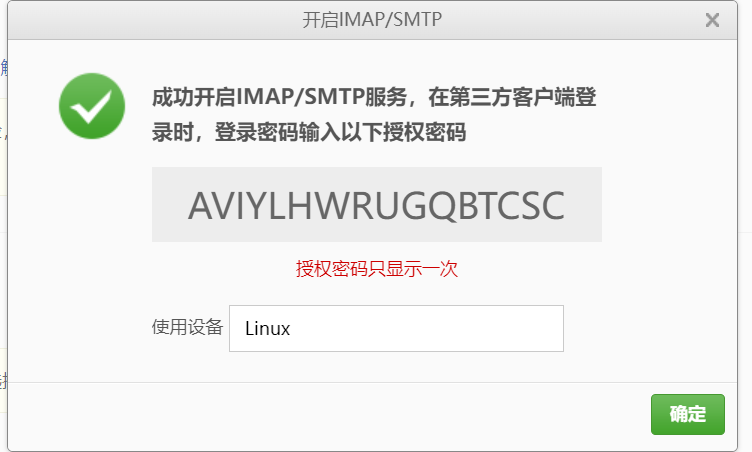 开启IMAP/SMTP
成功开启IMAP/SMTP服务，在第三方客户端登
录时，登录密码输入以下授权密码
AVIYLHWRUGQBTCSC
授权密码只显示一次
使用设备 Linux
确定